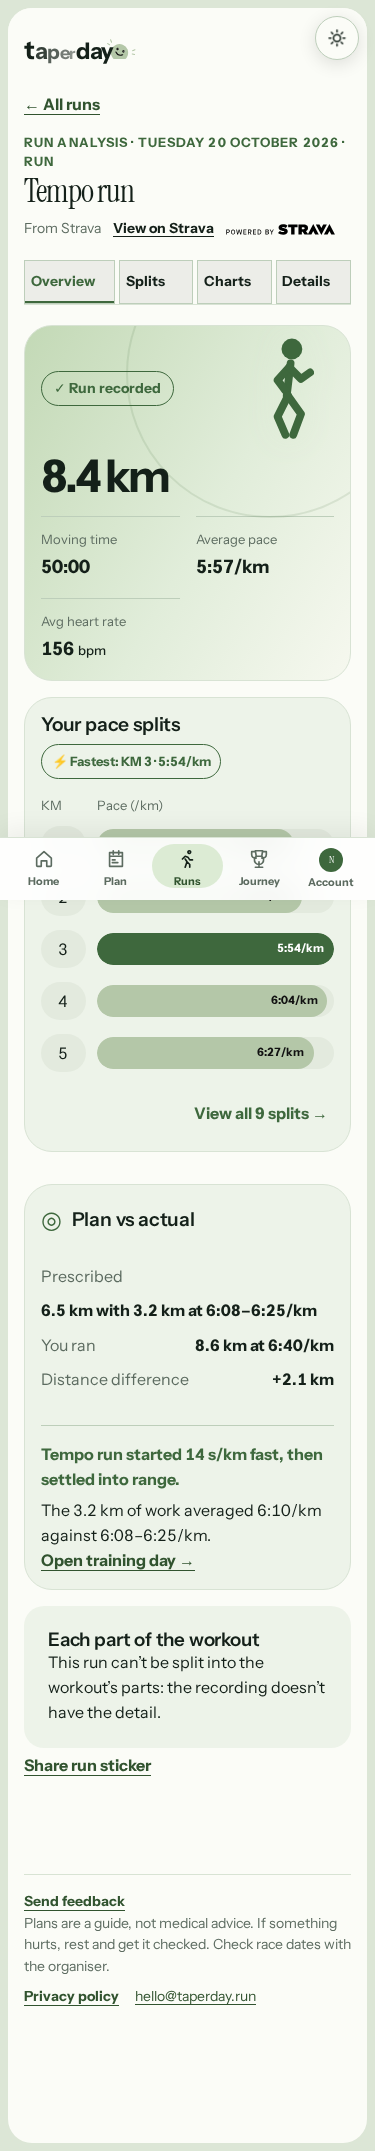 taperday
← All runs
RUN ANALYSIS · TUESDAY 20 OCTOBER 2026 ·
RUN
Tempo run
From Strava View on Strava POWERED BY STRAVA
Overview Splits Charts Details
✓ Run recorded
8.4 km
Moving time Average pace
50:00 5:57/km
Avg heart rate
156 bpm
Your pace splits
⚡ Fastest: KM 3 · 5:54/km
KM Pace (/km)
Home Plan Runs Journey N Account
2
3 5:54/km
4 6:04/km
5 6:27/km
View all 9 splits →
◎ Plan vs actual
Prescribed
6.5 km with 3.2 km at 6:08–6:25/km
You ran 8.6 km at 6:40/km
Distance difference +2.1 km
Tempo run started 14 s/km fast, then
settled into range.
The 3.2 km of work averaged 6:10/km
against 6:08–6:25/km.
Open training day →
Each part of the workout
This run can’t be split into the
workout’s parts: the recording doesn’t
have the detail.
Share run sticker
Send feedback
Plans are a guide, not medical advice. If something
hurts, rest and get it checked. Check race dates with
the organiser.
Privacy policy hello@taperday.run